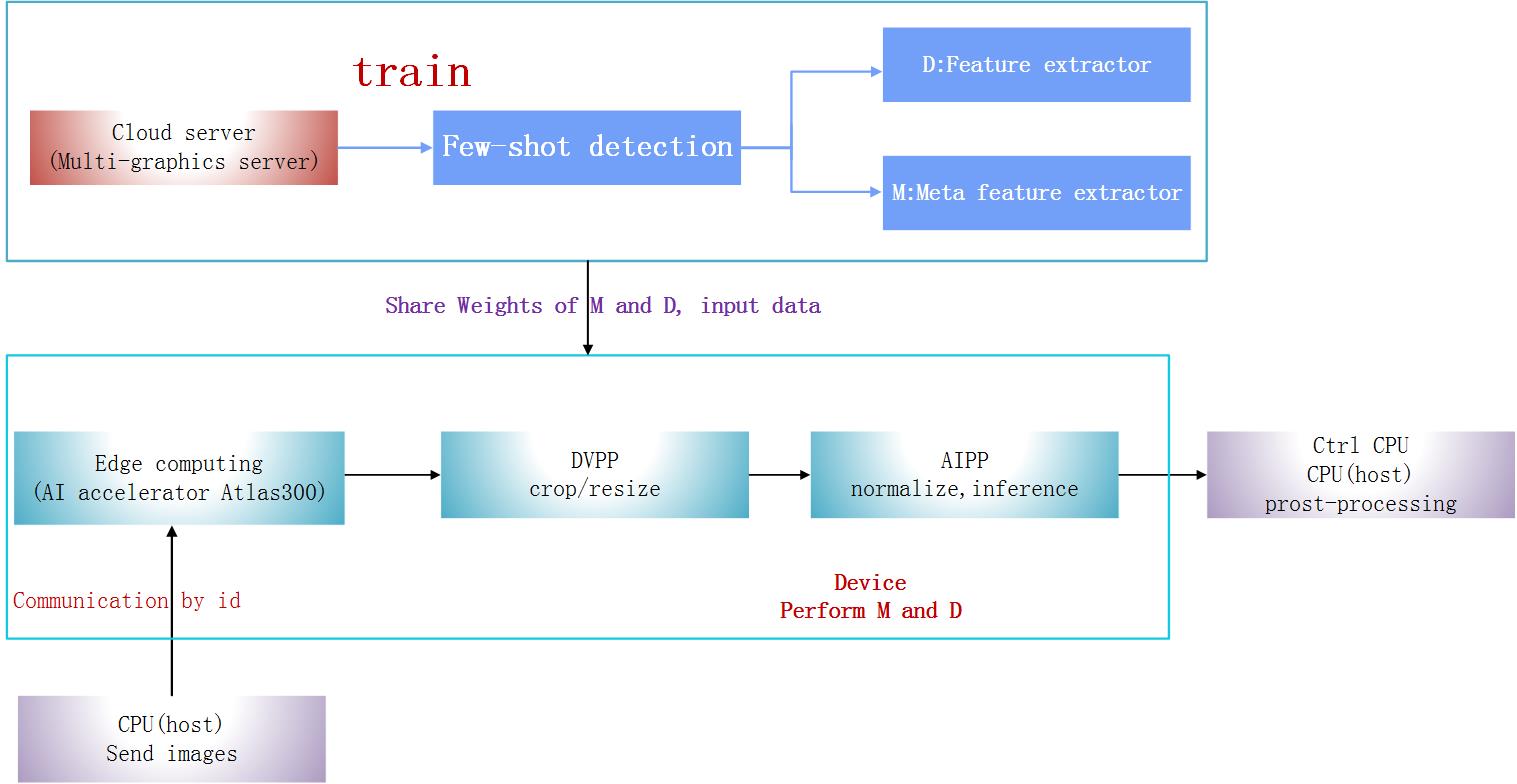 train
D:Feature extractor
Cloud server
(Multi-graphics server)
Few-shot detection
M:Meta feature extractor
Share Weights of M and D, input data
Edge computing
(AI accelerator Atlas300)
DVPP
crop/resize
AIPP
normalize,inference
Ctrl CPU
CPU(host)
prost-processing
Device
Perform M and D
Communication by id
CPU(host)
Send images